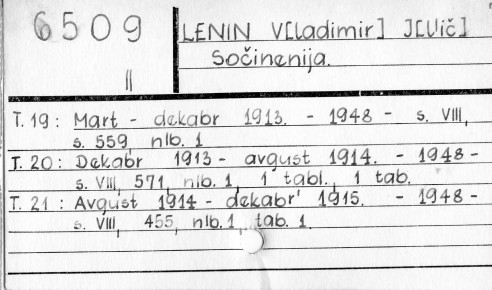 6509
LENIN V[ladimir] J[l'ič]
Sočinenija.
II
T. 19: Mart - dekabr 1913. - 1948 - s. VIII,
s. 559, nlb. 1
T. 20: Dekabr 1913 - avgust 1914. - 1948 -
s. VIII, 571, nlb. 1, 1 tabl., 1 tab.
T. 21: Avgust 1914 - dekabr' 1915. - 1948 -
s. VIII, 455, nlb. 1, tab. 1.